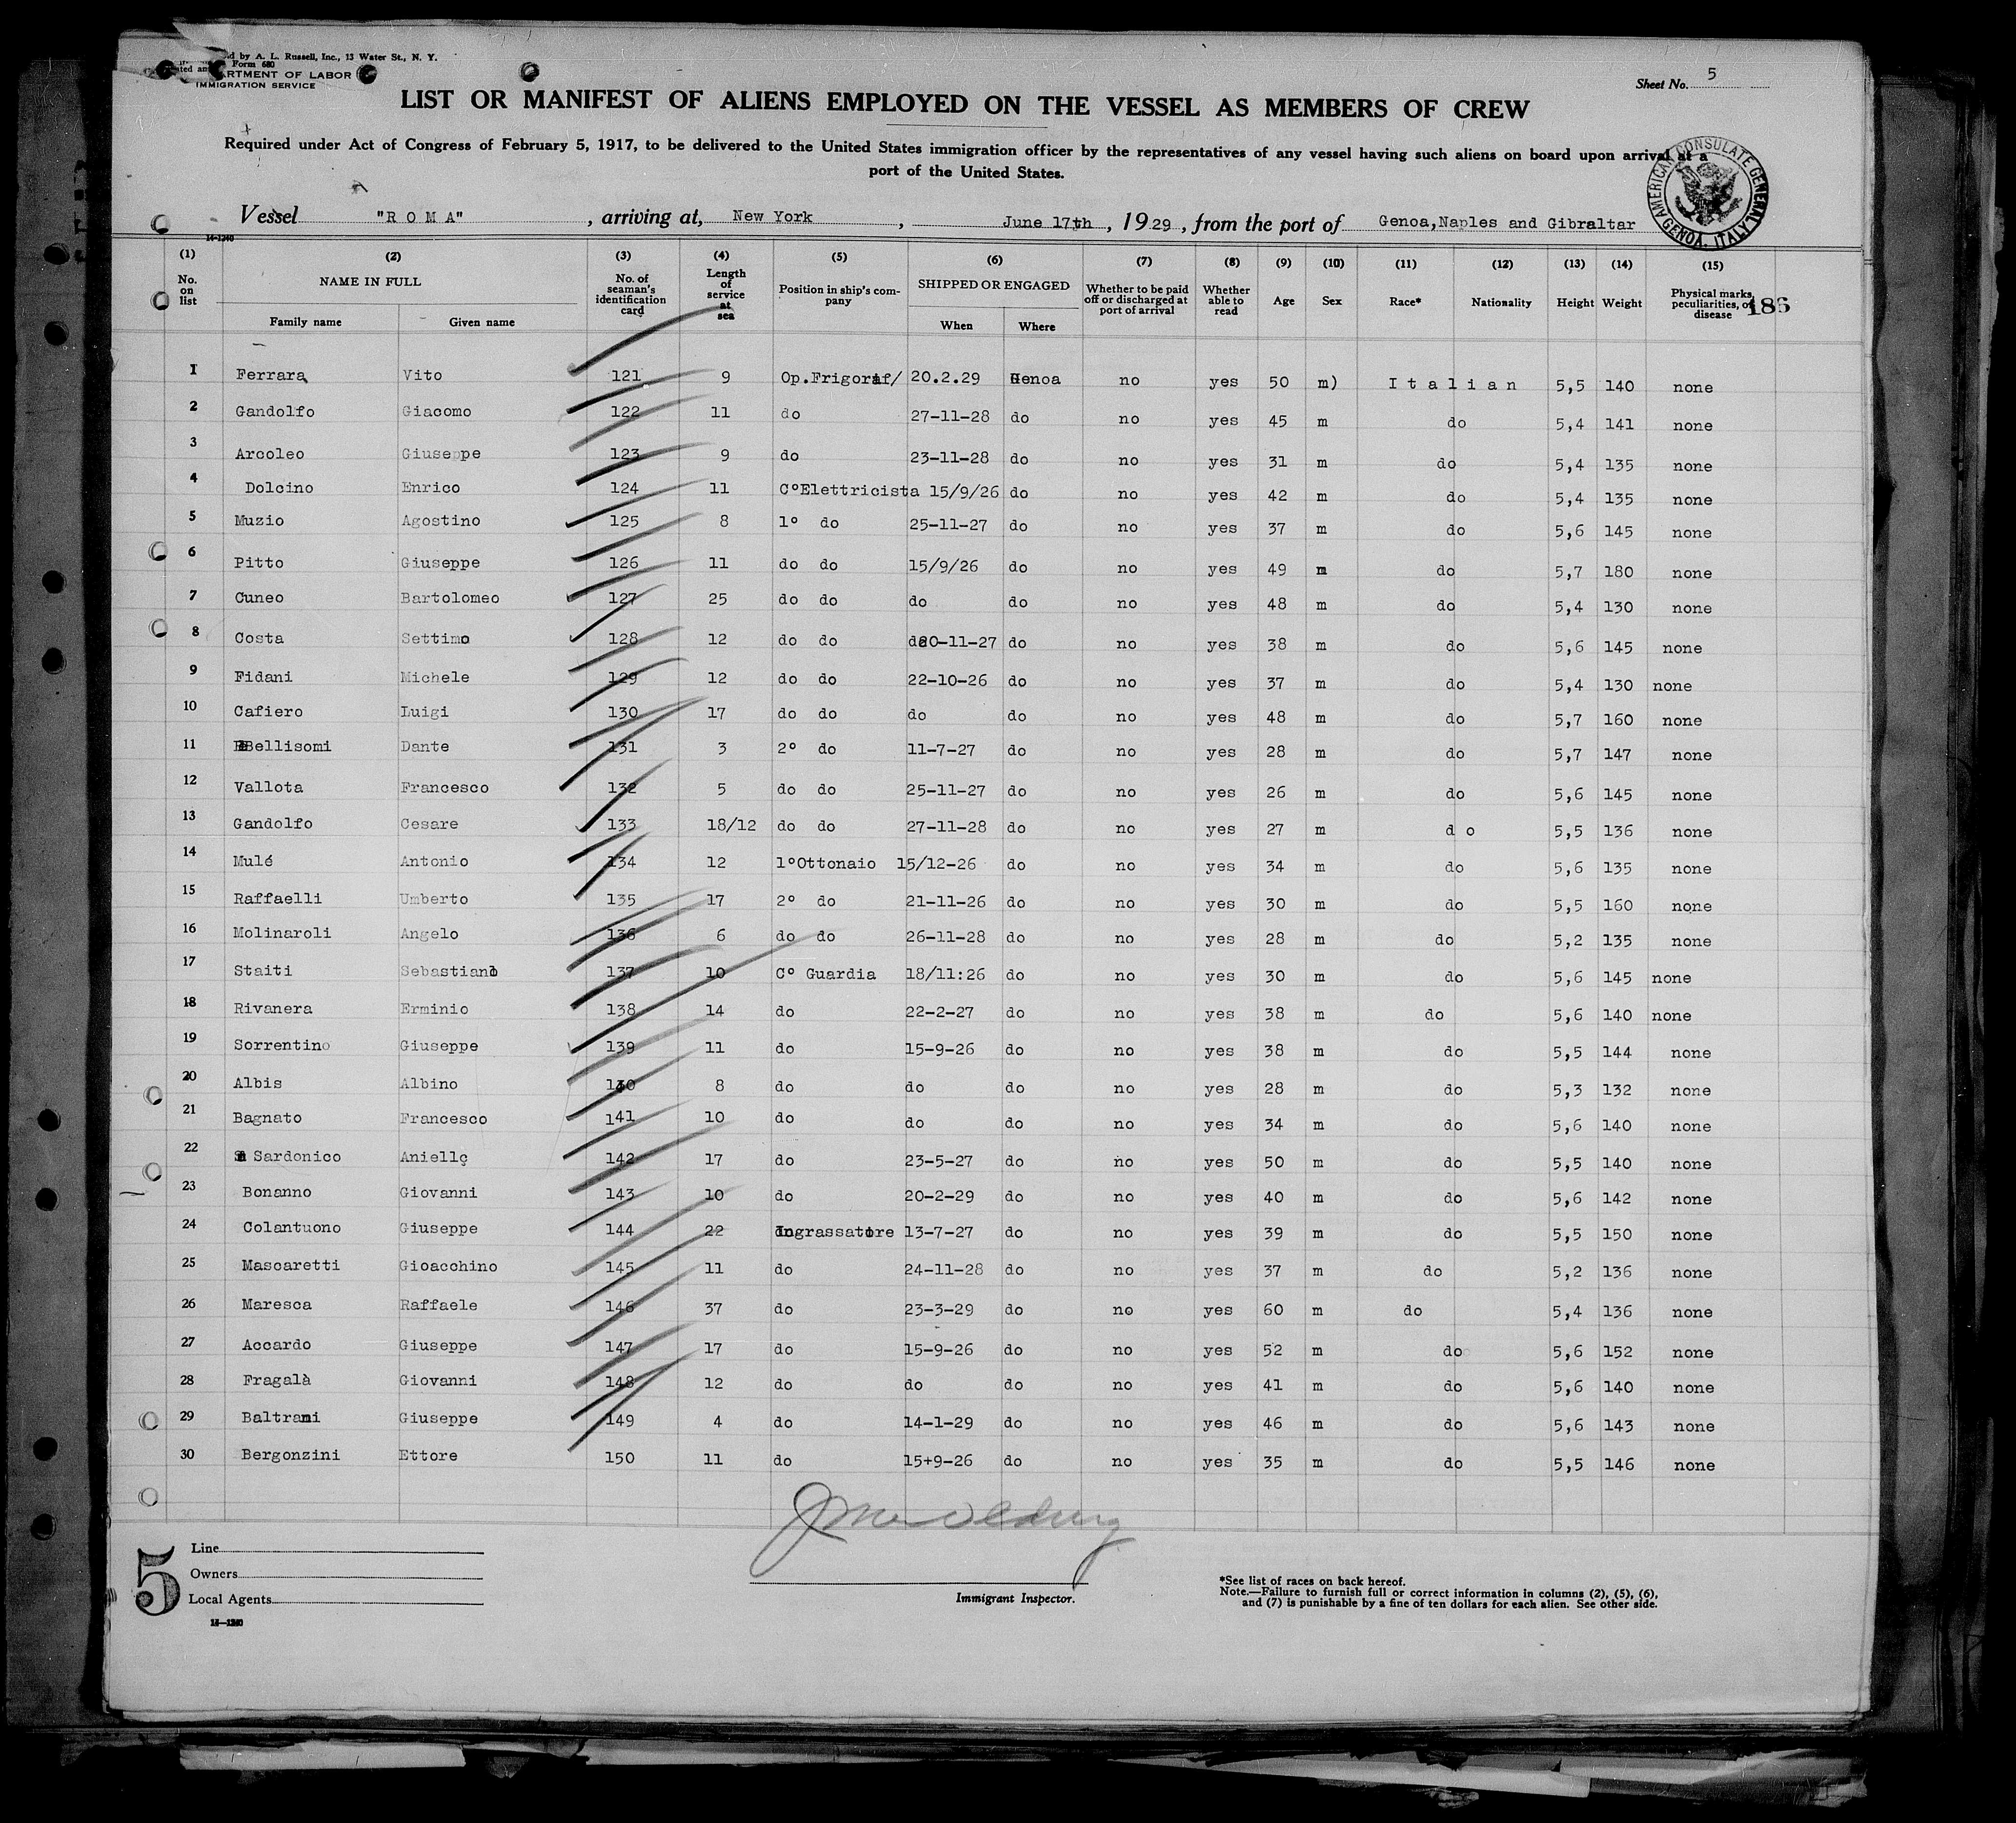 d by A. L. Russell, Inc., 13 Water St., N. Y.
Form 680
ARTMENT OF LABOR
IMMIGRATION SERVICE
Sheet No. 5
LIST OR MANIFEST OF ALIENS EMPLOYED ON THE VESSEL AS MEMBERS OF CREW
Required under Act of Congress of February 5, 1917, to be delivered to the United States immigration officer by the representatives of any vessel having such aliens on board upon arrival at a
port of the United States.
AMERICAN CONSULATE GENERAL GENOA, ITALY
Vessel "R O M A" , arriving at, New York , June 17th , 19 29 , from the port of Genoa,Naples and Gibraltar
14-1240
(1) (2) (3) (4) (5) (6) (7) (8) (9) (10) (11) (12) (13) (14) (15)
No. on list NAME IN FULL No. of seaman's identification card Length of service at sea Position in ship's company SHIPPED OR ENGAGED Whether to be paid off or discharged at port of arrival Whether able to read Age Sex Race* Nationality Height Weight Physical marks, peculiarities, or disease
185
Family name Given name When Where
1 Ferrara Vito 121 9 Op.Frigorif/ 20.2.29 Genoa no yes 50 m) I t a l i a n 5,5 140 none
2 Gandolfo Giacomo 122 11 do 27-11-28 do no yes 45 m do 5,4 141 none
3 Arcoleo Giuseppe 123 9 do 23-11-28 do no yes 31 m do 5,4 135 none
4 Dolcino Enrico 124 11 C°Elettricista 15/9/26 do no yes 42 m do 5,4 135 none
5 Muzio Agostino 125 8 1° do 25-11-27 do no yes 37 m do 5,6 145 none
6 Pitto Giuseppe 126 11 do do 15/9/26 do no yes 49 m do 5,7 180 none
7 Cuneo Bartolomeo 127 25 do do do do no yes 48 m do 5,4 130 none
8 Costa Settimo 128 12 do do 20-11-27 do no yes 38 m do 5,6 145 none
9 Fidani Michele 129 12 do do 22-10-26 do no yes 37 m do 5,4 130 none
10 Cafiero Luigi 130 17 do do do do no yes 48 m do 5,7 160 none
11 Bellisomi Dante 131 3 2° do 11-7-27 do no yes 28 m do 5,7 147 none
12 Vallota Francesco 132 5 do do 25-11-27 do no yes 26 m do 5,6 145 none
13 Gandolfo Cesare 133 18/12 do do 27-11-28 do no yes 27 m d o 5,5 136 none
14 Mulé Antonio 134 12 1°Ottonaio 15/12-26 do no yes 34 m do 5,6 135 none
15 Raffaelli Umberto 135 17 2° do 21-11-26 do no yes 30 m do 5,5 160 none
16 Molinaroli Angelo 136 6 do do 26-11-28 do no yes 28 m do 5,2 135 none
17 Staiti Sebastiano 137 10 C° Guardia 18/11:26 do no yes 30 m do 5,6 145 none
18 Rivanera Erminio 138 14 do 22-2-27 do no yes 38 m do 5,6 140 none
19 Sorrentino Giuseppe 139 11 do 15-9-26 do no yes 38 m do 5,5 144 none
20 Albis Albino 140 8 do do do no yes 28 m do 5,3 132 none
21 Bagnato Francesco 141 10 do do do no yes 34 m do 5,6 140 none
22 Sardonico Aniello 142 17 do 23-5-27 do no yes 50 m do 5,5 140 none
23 Bonanno Giovanni 143 10 do 20-2-29 do no yes 40 m do 5,6 142 none
24 Colantuono Giuseppe 144 22 Ingrassatore 13-7-27 do no yes 39 m do 5,5 150 none
25 Mascaretti Gioacchino 145 11 do 24-11-28 do no yes 37 m do 5,2 136 none
26 Maresca Raffaele 146 37 do 23-3-29 do no yes 60 m do 5,4 136 none
27 Accardo Giuseppe 147 17 do 15-9-26 do no yes 52 m do 5,6 152 none
28 Fragalà Giovanni 148 12 do do do no yes 41 m do 5,6 140 none
29 Baltrami Giuseppe 149 4 do 14-1-29 do no yes 46 m do 5,6 143 none
30 Bergonzini Ettore 150 11 do 15+9-26 do no yes 35 m do 5,5 146 none
5
Line
Owners
Local Agents
14-1240
Immigrant Inspector.
*See list of races on back hereof.
Note.—Failure to furnish full or correct information in columns (2), (5), (6),
and (7) is punishable by a fine of ten dollars for each alien. See other side.